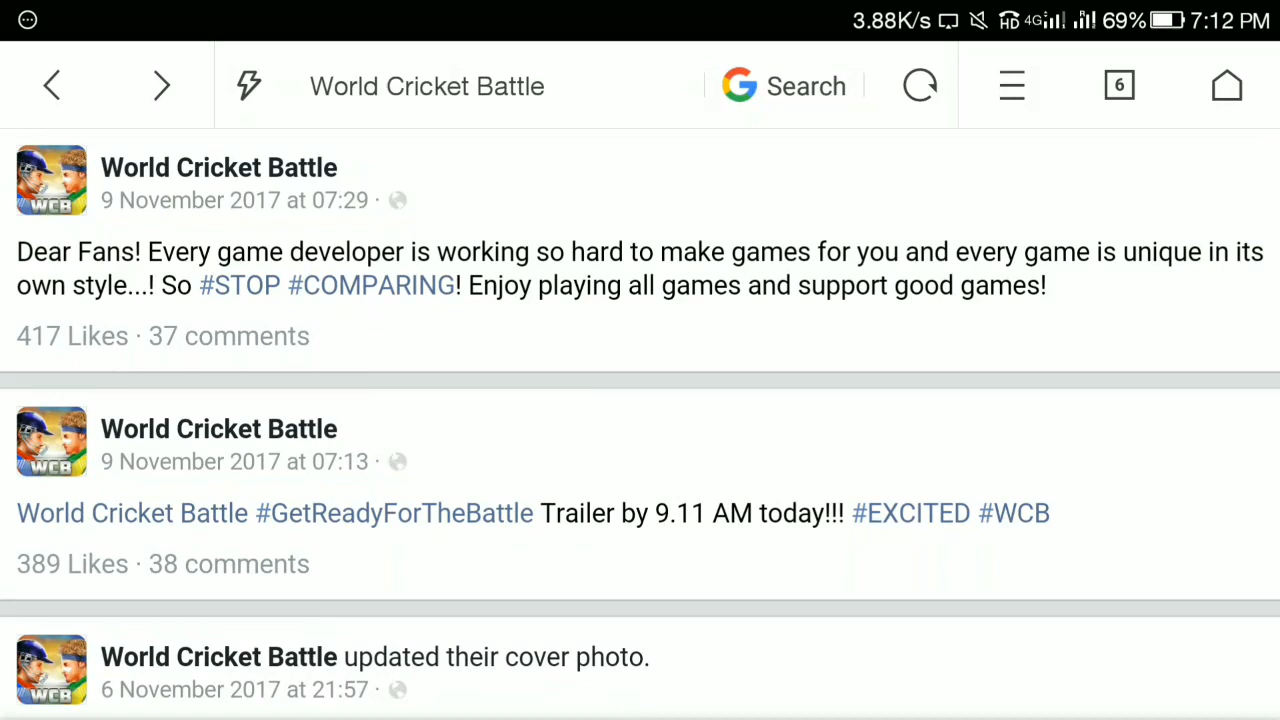 3.88K/s HD 4G 69% 7:12 PM
World Cricket Battle Search 6
World Cricket Battle
9 November 2017 at 07:29 ·
Dear Fans! Every game developer is working so hard to make games for you and every game is unique in its
own style...! So #STOP #COMPARING! Enjoy playing all games and support good games!
417 Likes · 37 comments
WCB
World Cricket Battle
9 November 2017 at 07:13 ·
WCB
World Cricket Battle #GetReadyForTheBattle Trailer by 9.11 AM today!!! #EXCITED #WCB
389 Likes · 38 comments
World Cricket Battle updated their cover photo.
6 November 2017 at 21:57 ·
WCB